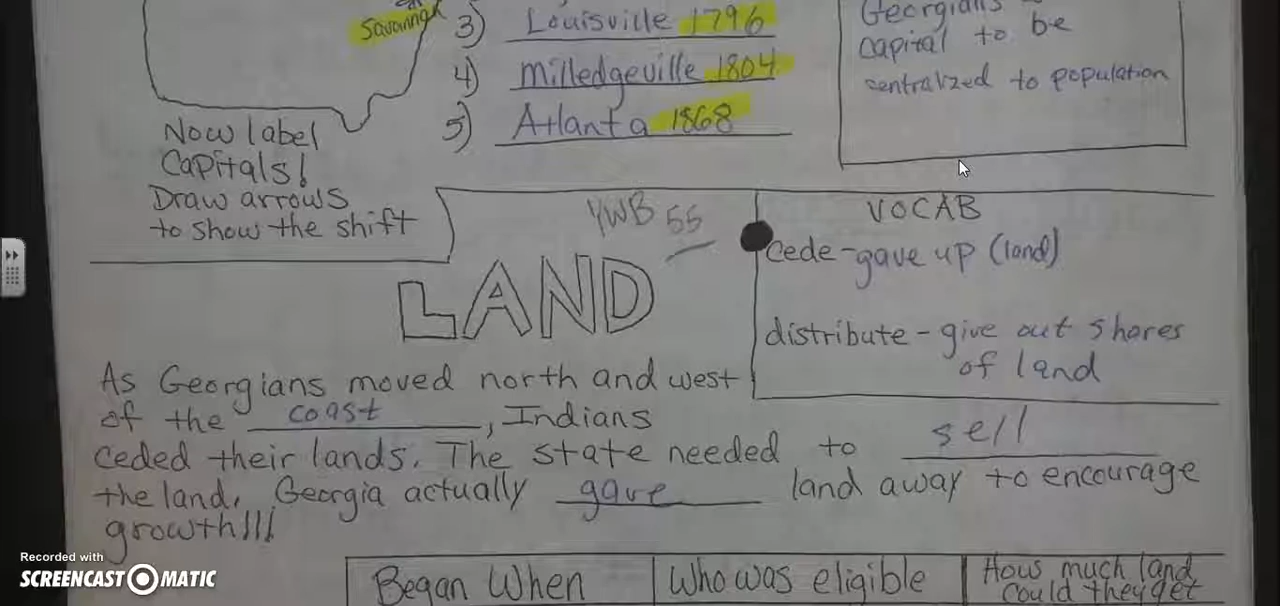 Savannah
3) Louisville 1796
4) Milledgeville 1804
5) Atlanta 1868
Georgians
capital to be
centralized to population
Now label
Capitals!
Draw arrows
to show the shift
YWB 55
VOCAB
cede - gave up (land)
distribute - give out shares
of land
LAND
As Georgians moved north and west
of the coast, Indians
ceded their lands. The state needed to sell
the land. Georgia actually gave land away to encourage
growth!!!
Began When
Who was eligible
How much land
could they get
Recorded with
SCREENCAST-O-MATIC